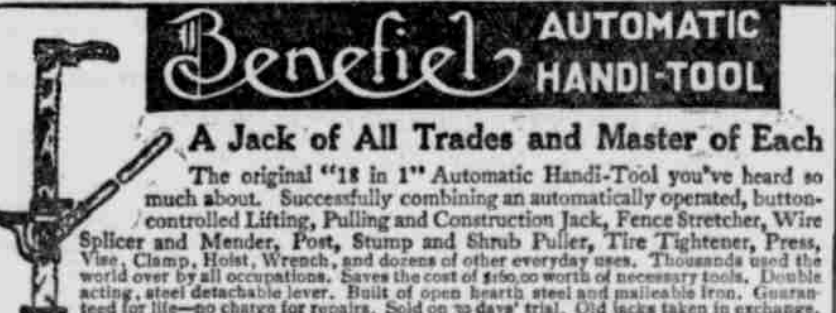 Benefiel
AUTOMATIC
HANDI-TOOL
A Jack of All Trades and Master of Each
The original "18 in 1" Automatic Handi-Tool you've heard so
much about. Successfully combining an automatically operated, button-
controlled Lifting, Pulling and Construction Jack, Fence Stretcher, Wire
Splicer and Mender, Post, Stump and Shrub Puller, Tire Tightener, Press,
Vise, Clamp, Hoist, Wrench, and dozens of other everyday uses. Thousands used the
world over by all occupations. Saves the cost of $160.00 worth of necessary tools. Double
acting, steel detachable lever. Built of open hearth steel and malleable iron. Guaran-
teed for life—no charge for repairs. Sold on 30 days' trial. Old jacks taken in exchange.